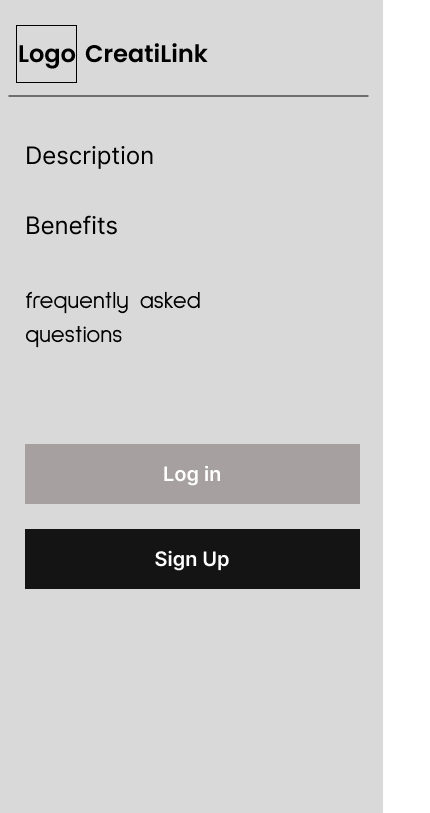 Logo CreatiLink
Description
Benefits
frequently asked
questions
Log in
Sign Up